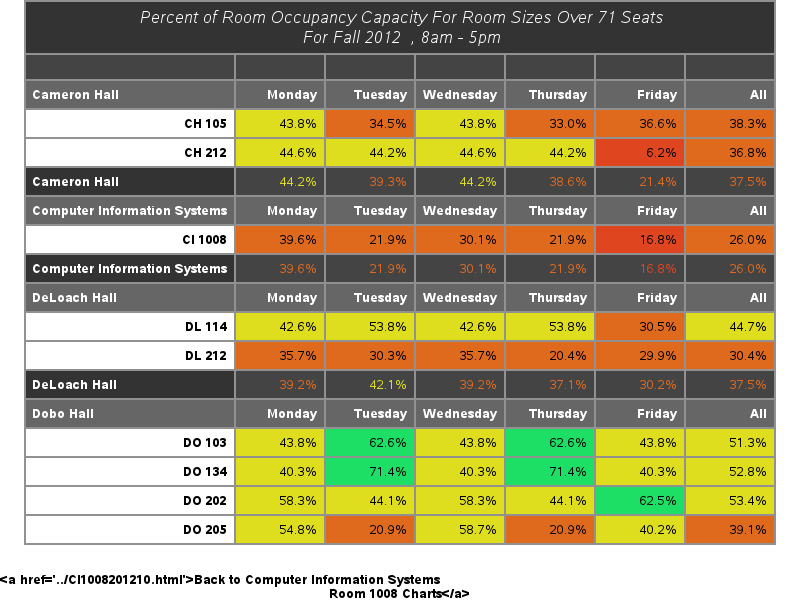 Percent of Room Occupancy Capacity For Room Sizes Over 71 Seats
For Fall 2012 , 8am - 5pm
Cameron Hall Monday Tuesday Wednesday Thursday Friday All
CH 105 43.8% 34.5% 43.8% 33.0% 36.6% 38.3%
CH 212 44.6% 44.2% 44.6% 44.2% 6.2% 36.8%
Cameron Hall 44.2% 39.3% 44.2% 38.6% 21.4% 37.5%
Computer Information Systems Monday Tuesday Wednesday Thursday Friday All
CI 1008 39.6% 21.9% 30.1% 21.9% 16.8% 26.0%
Computer Information Systems 39.6% 21.9% 30.1% 21.9% 16.8% 26.0%
DeLoach Hall Monday Tuesday Wednesday Thursday Friday All
DL 114 42.6% 53.8% 42.6% 53.8% 30.5% 44.7%
DL 212 35.7% 30.3% 35.7% 20.4% 29.9% 30.4%
DeLoach Hall 39.2% 42.1% 39.2% 37.1% 30.2% 37.5%
Dobo Hall Monday Tuesday Wednesday Thursday Friday All
DO 103 43.8% 62.6% 43.8% 62.6% 43.8% 51.3%
DO 134 40.3% 71.4% 40.3% 71.4% 40.3% 52.8%
DO 202 58.3% 44.1% 58.3% 44.1% 62.5% 53.4%
DO 205 54.8% 20.9% 58.7% 20.9% 40.2% 39.1%
<a href='../CI1008201210.html'>Back to Computer Information Systems
Room 1008 Charts</a>